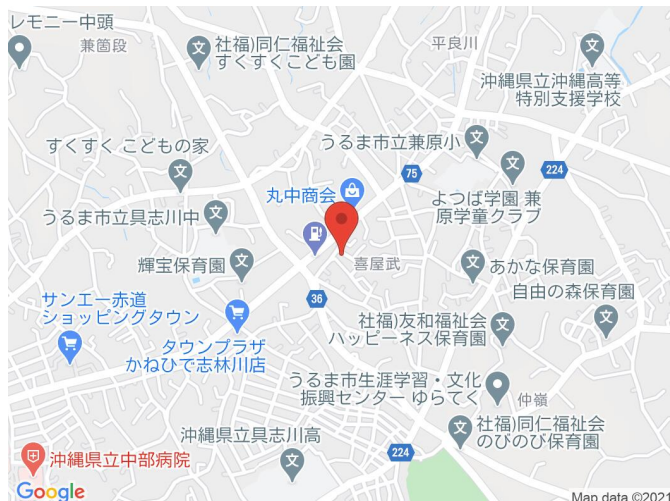 レモニー中頭
兼箇段
社福)同仁福祉会
すくすくこども園
平良川
沖縄県立沖縄高等
特別支援学校
すくすく こどもの家
うるま市立兼原小
224
丸中商会
75
よつば学園 兼
原学童クラブ
うるま市立具志川中
輝宝保育園
喜屋武
あかな保育園
36
自由の森保育園
サンエー赤道
ショッピングタウン
タウンプラザ
かねひで志林川店
社福)友和福祉会
ハッピーネス保育園
うるま市生涯学習・文化
振興センター ゆらてく
仲嶺
社福)同仁福祉会
のびのび保育園
沖縄県立具志川高
224
沖縄県立中部病院
Google
Map data ©202